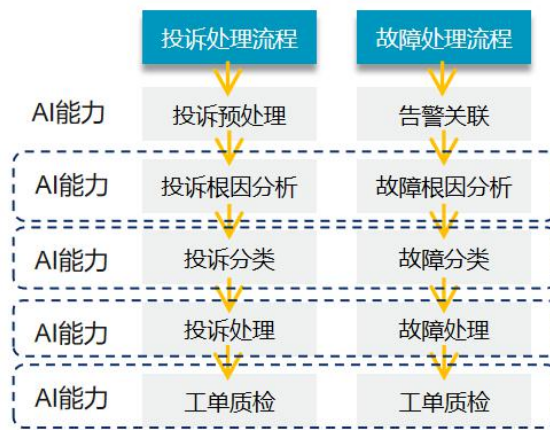 投诉处理流程 故障处理流程
AI能力 投诉预处理 告警关联
AI能力 投诉根因分析 故障根因分析
AI能力 投诉分类 故障分类
AI能力 投诉处理 故障处理
AI能力 工单质检 工单质检